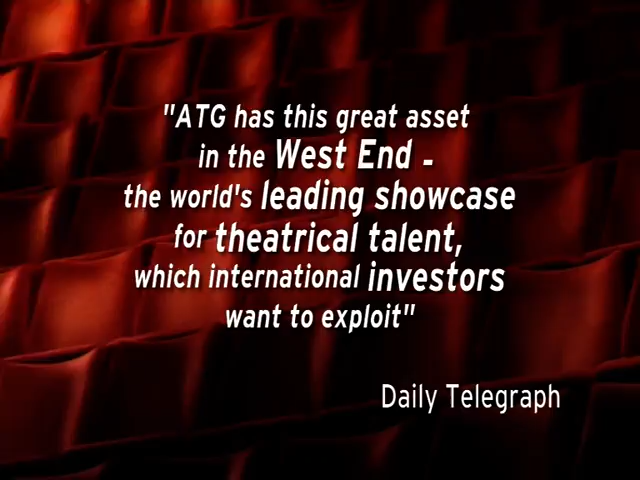 "ATG has this great asset
in the West End -
the world's leading showcase
for theatrical talent,
which international investors
want to exploit"
Daily Telegraph